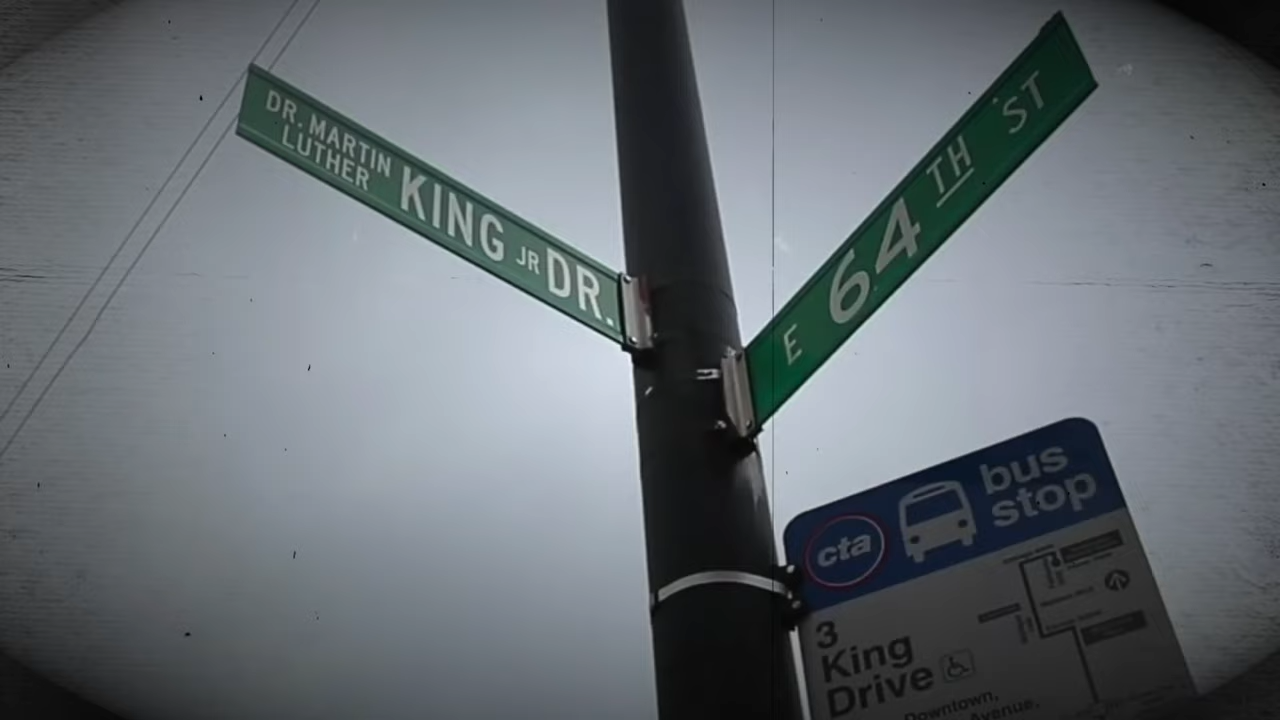 DR. MARTIN
LUTHER KING JR DR.
E 64TH ST
cta
bus
stop
3
King
Drive
Downtown,
Avenue.